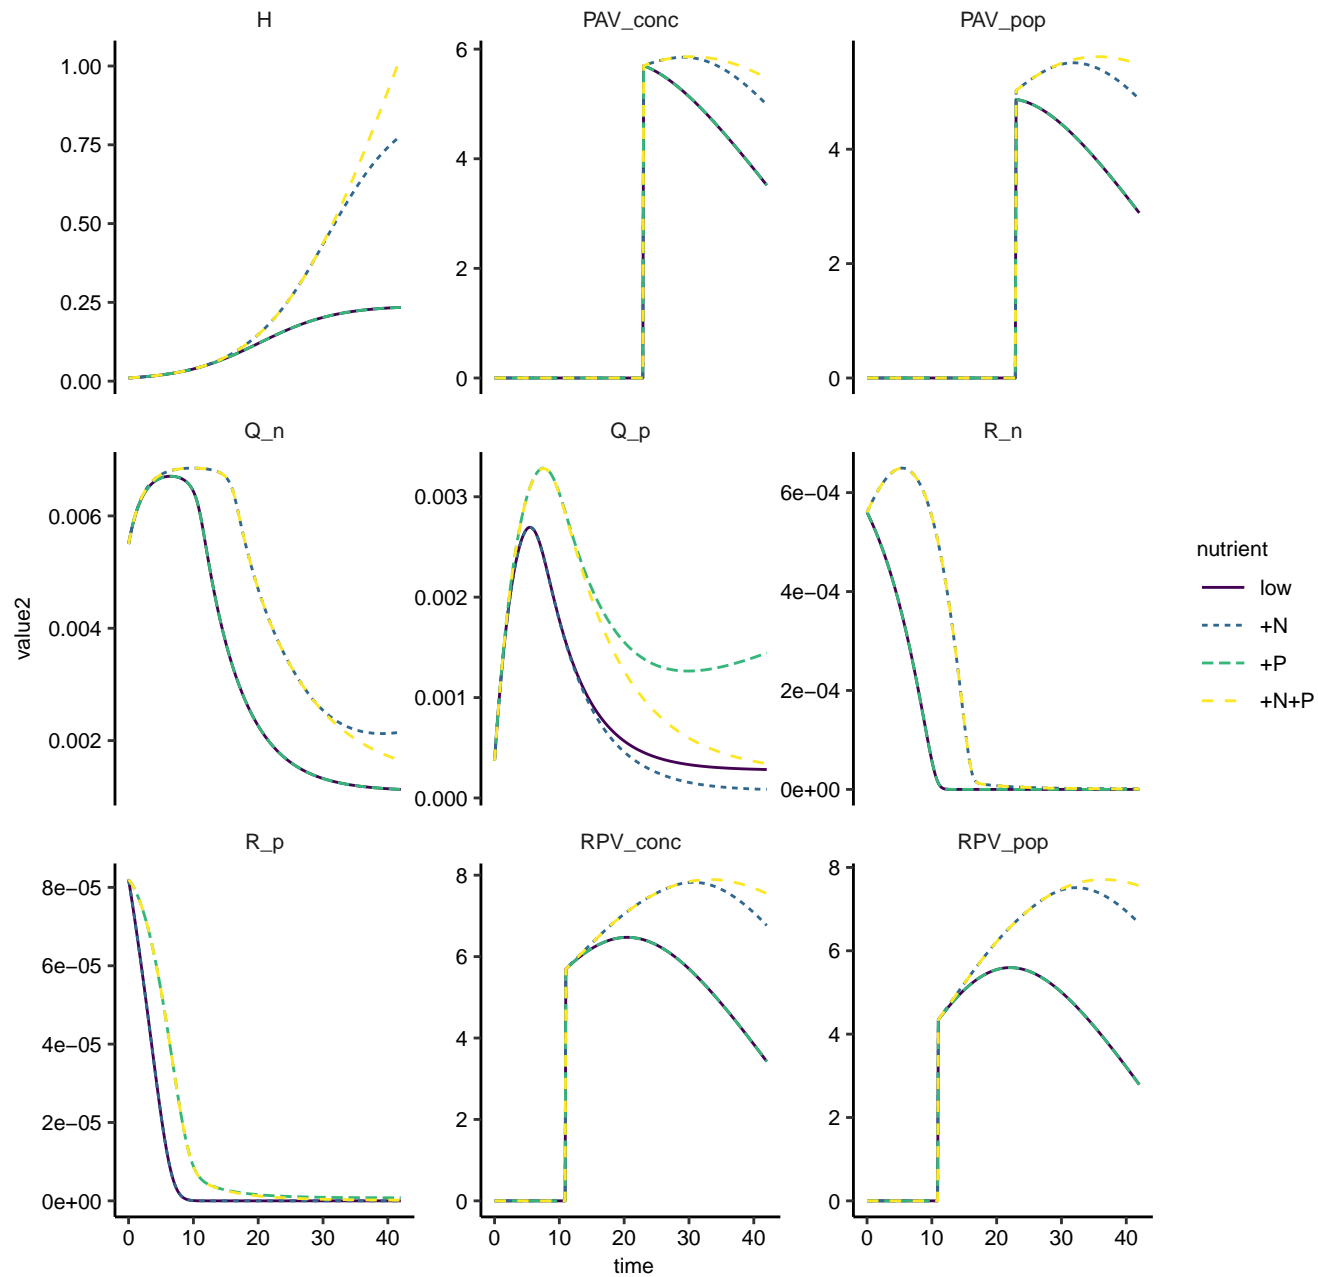 H PAV_conc PAV_pop
1.00
0.75
0.50
0.25
0.00
6
4
2
0
4
2
0
Q_n Q_p R_n
value2
0.006
0.004
0.002
0.003
0.002
0.001
0.000
6e−04
4e−04
2e−04
0e+00
nutrient
low
+N
+P
+N+P
R_p RPV_conc RPV_pop
8e−05
6e−05
4e−05
2e−05
0e+00
8
6
4
2
0
8
6
4
2
0
0 10 20 30 40 0 10 20 30 40 0 10 20 30 40
time